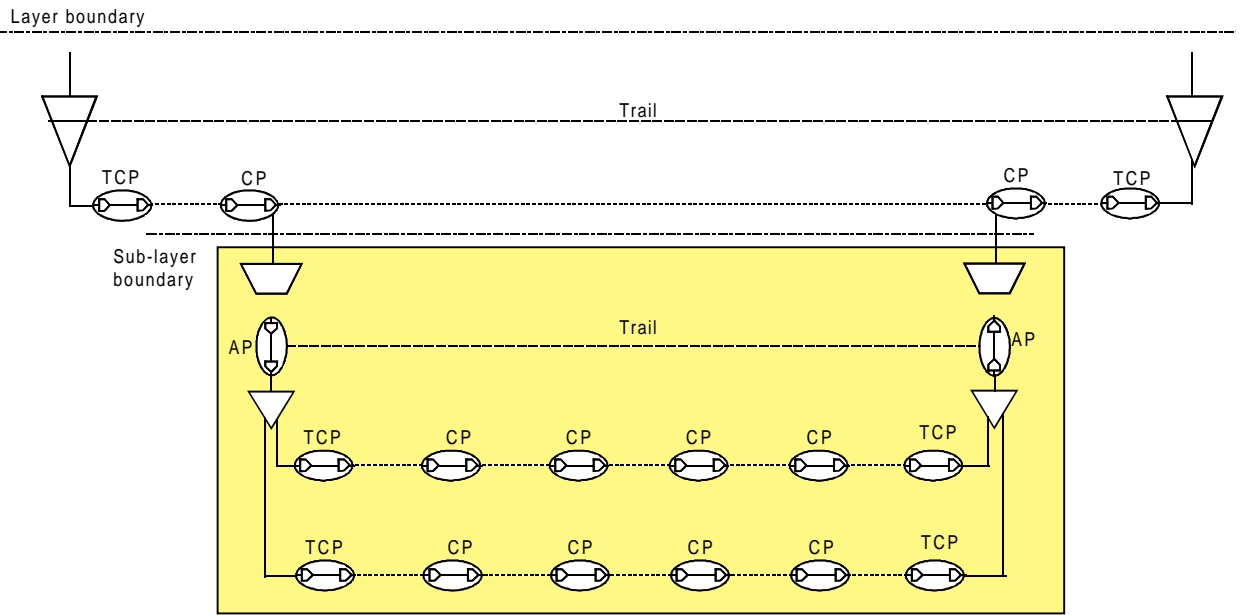 Layer boundary
Trail
TCP CP CP TCP
Sub-layer
boundary
Trail
AP AP
TCP CP CP CP CP TCP
TCP CP CP CP CP TCP